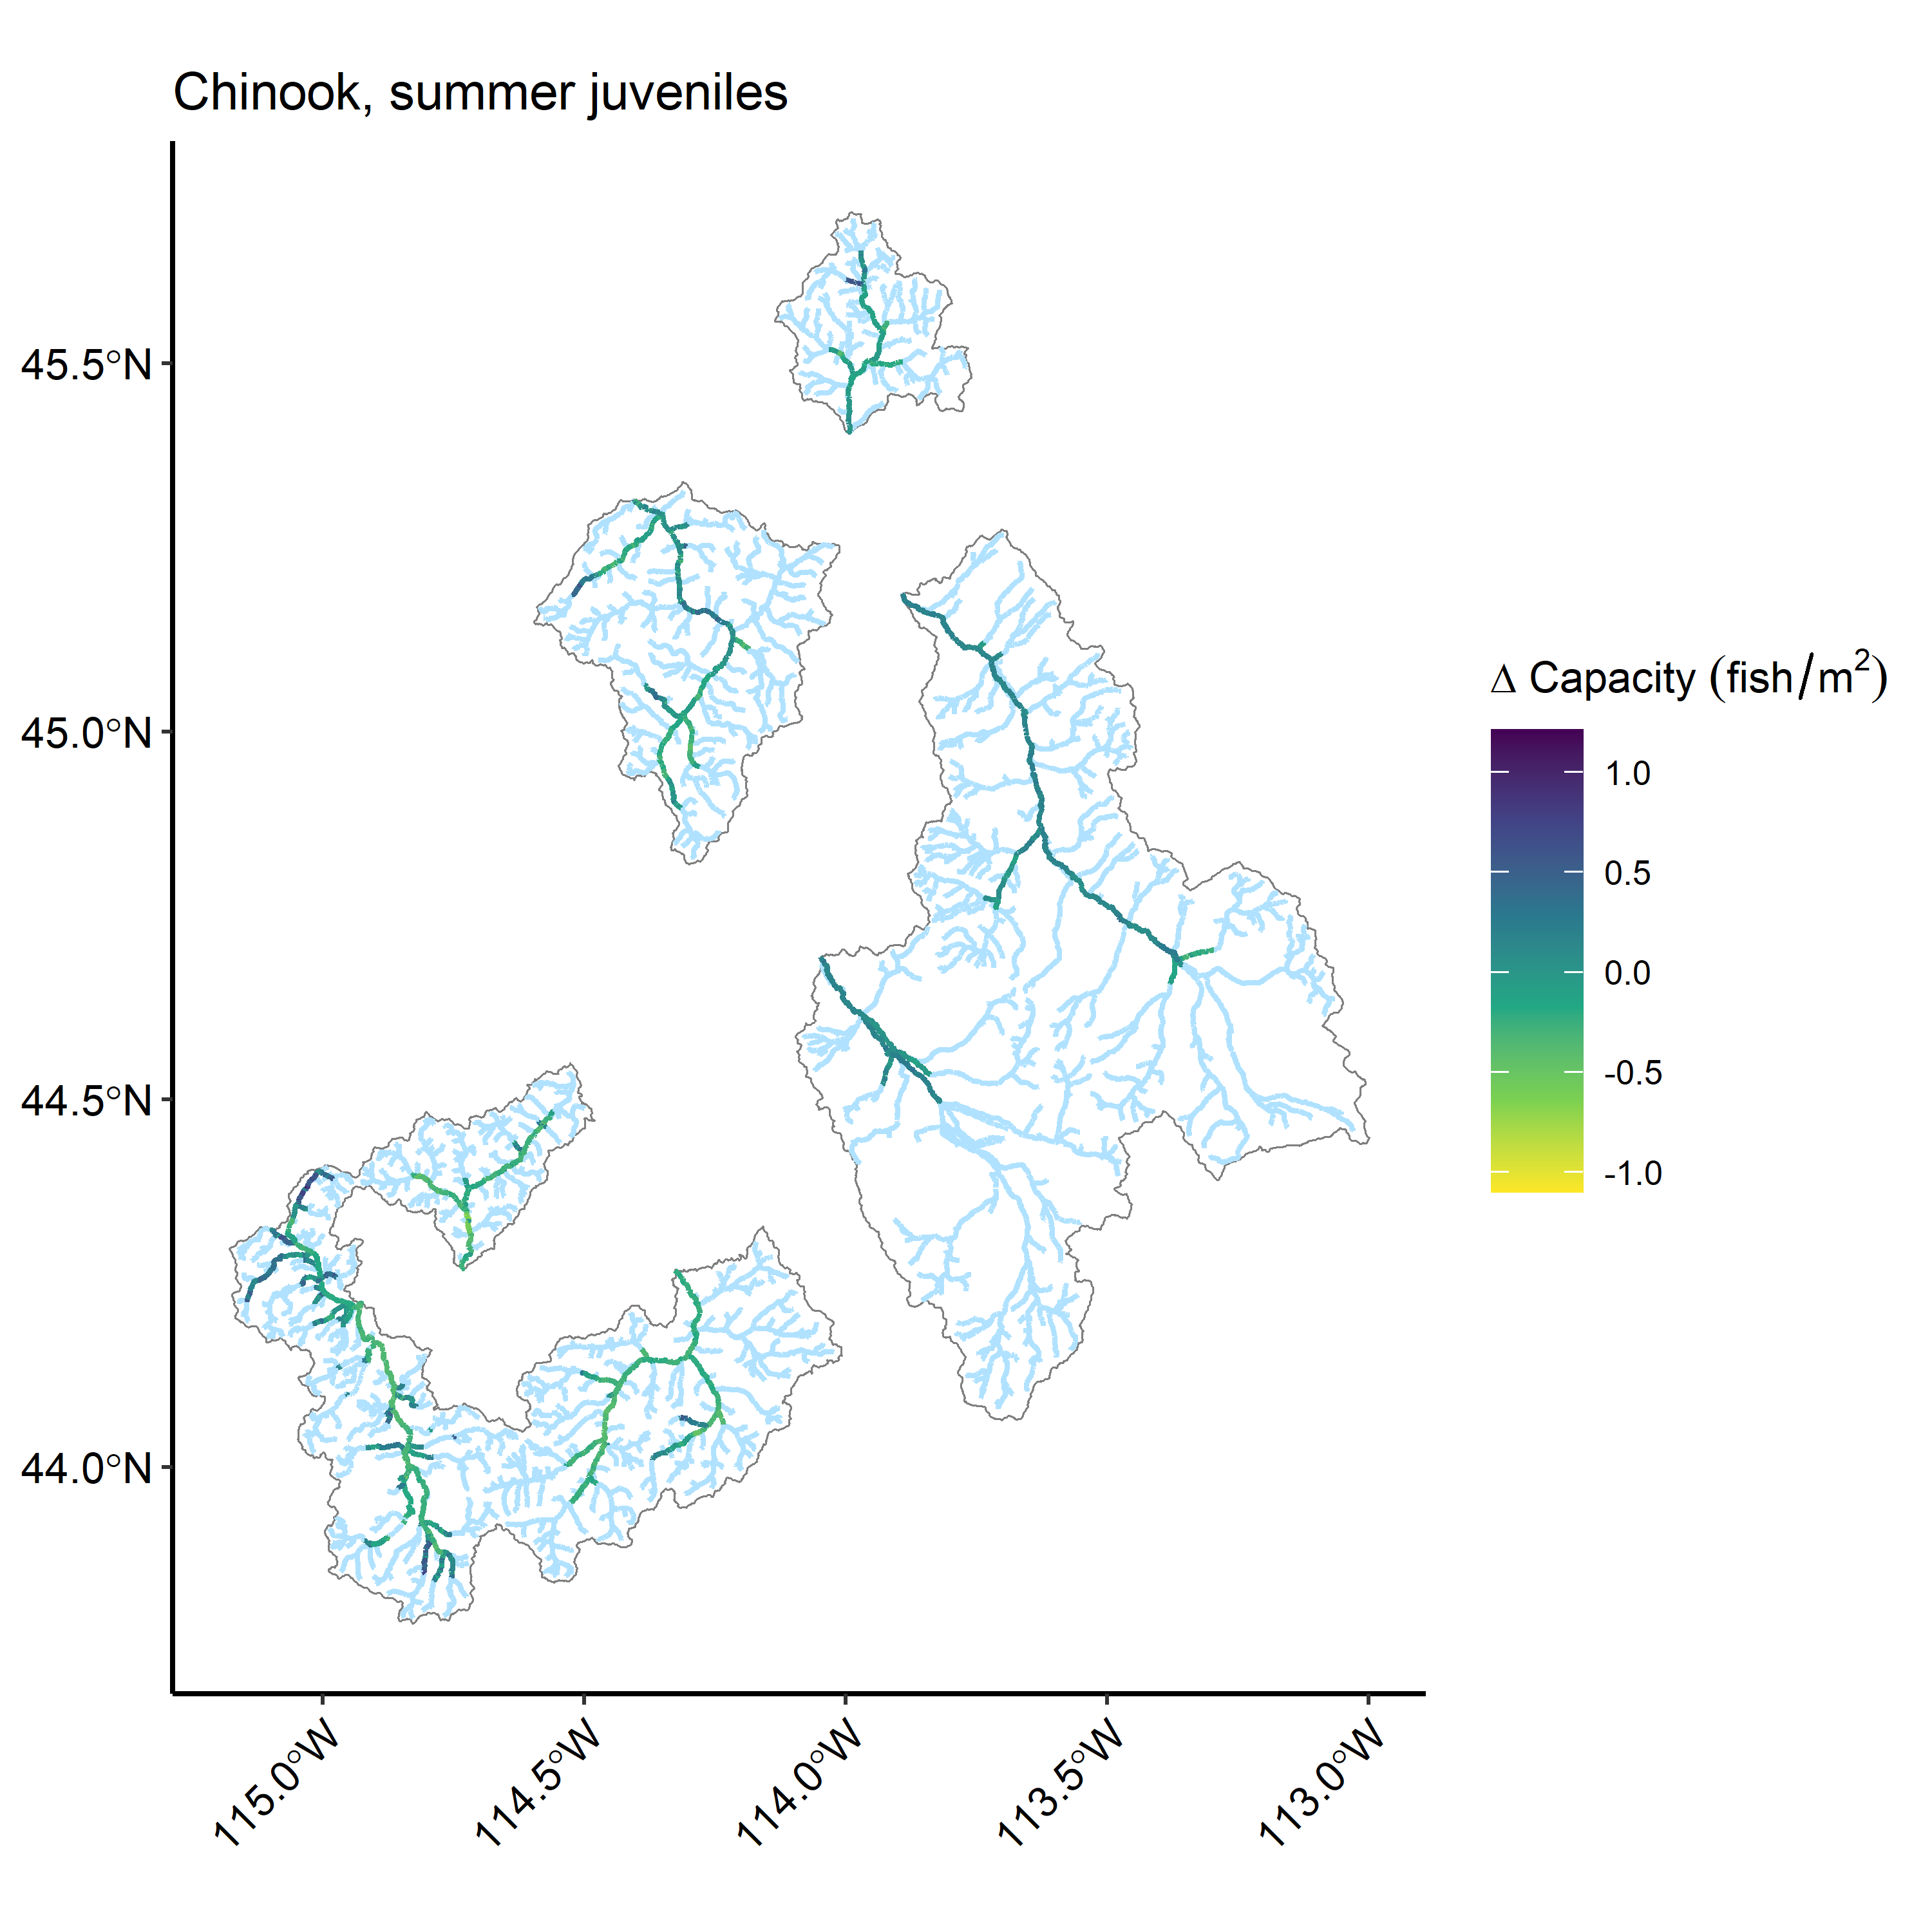 Chinook, summer juveniles
45.5°N
45.0°N
44.5°N
44.0°N
115.0°W
114.5°W
114.0°W
113.5°W
113.0°W
Δ Capacity (fish/m²)
1.0
0.5
0.0
-0.5
-1.0